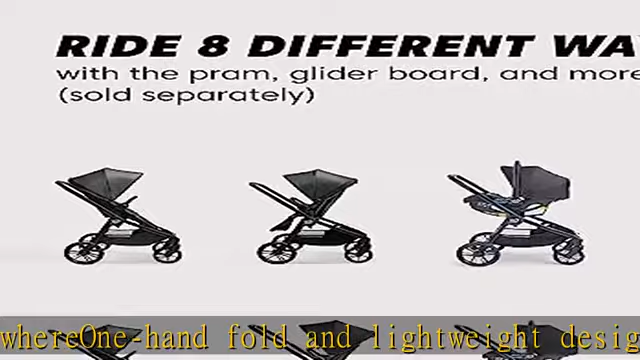 RIDE 8 DIFFERENT WA
with the pram, glider board, and more
(sold separately)
whereOne-hand fold and lightweight desig